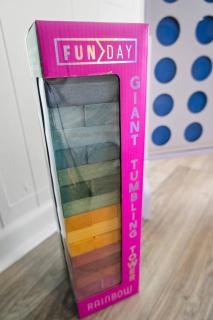 FUN DAY
GIANT TUMBLING TOWER
RAINBOW